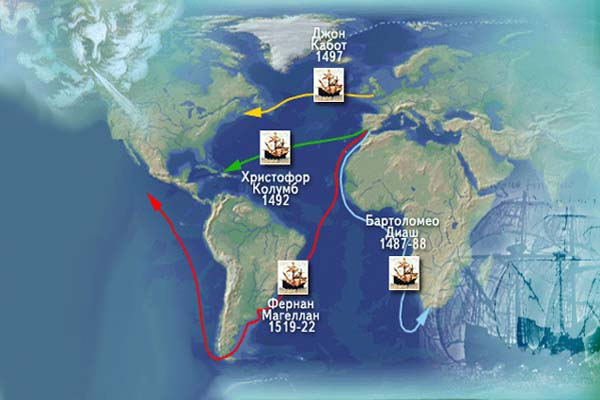 Джон
Кабот
1497
Христофор
Колумб
1492
Бартоломео
Диаш
1487-88
Фернан
Магеллан
1519-22